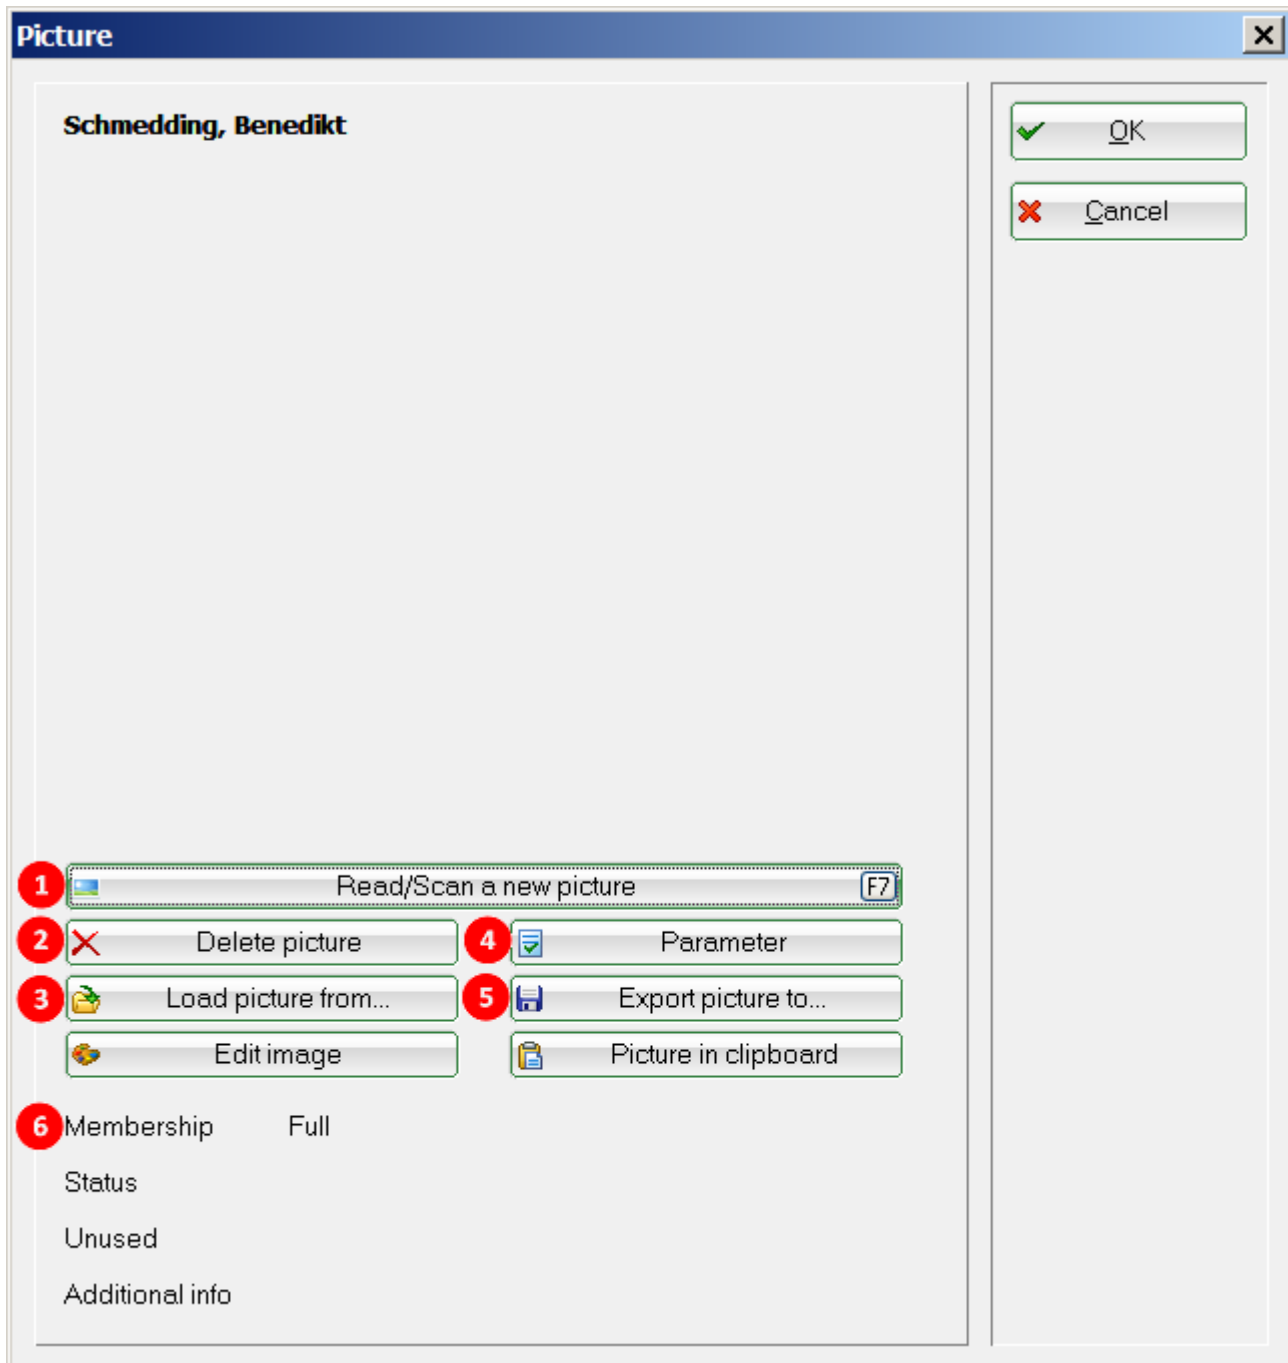 Picture
Schmedding, Benedikt
OK
Cancel
1 Read/Scan a new picture F7
2 Delete picture 4 Parameter
3 Load picture from... 5 Export picture to...
Edit image Picture in clipboard
6 Membership Full
Status
Unused
Additional info